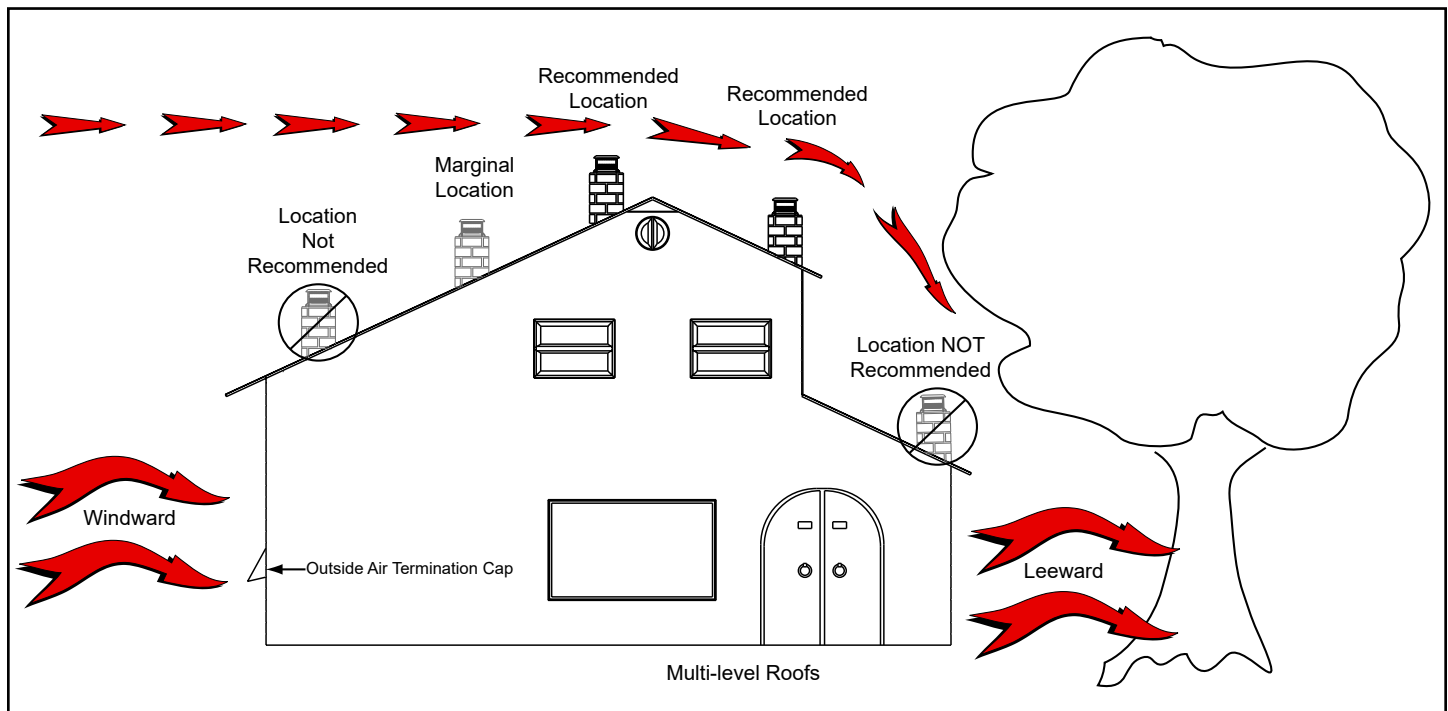 Recommended
Location
Recommended
Location
Marginal
Location
Location
Not
Recommended
Location NOT
Recommended
Windward
Outside Air Termination Cap
Leeward
Multi-level Roofs